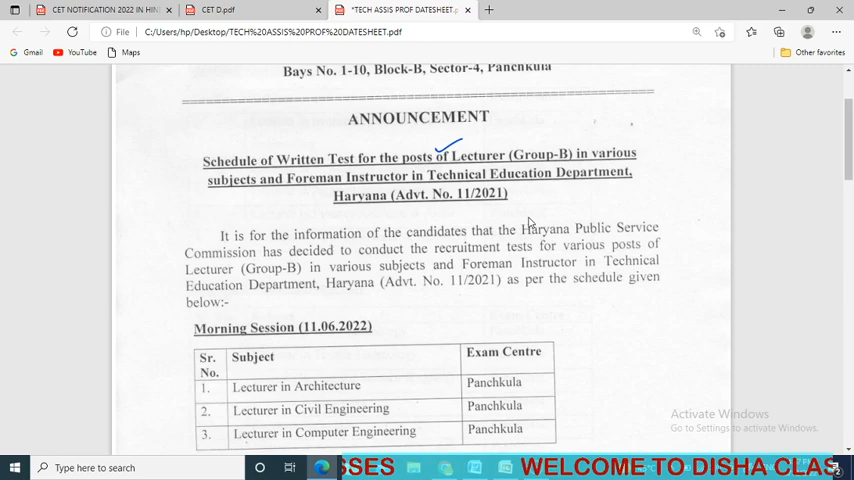 CET NOTIFICATION 2022 IN HIN
CET D.pdf
*TECH ASSIS PROF DATESHEET.p
File C:/Users/hp/Desktop/TECH%20ASSIS%20PROF%20DATESHEET.pdf
Gmail YouTube Maps Other favorites
Bays No. 1-10, Block-B, Sector-4, Panchkula
ANNOUNCEMENT
Schedule of Written Test for the posts of Lecturer (Group-B) in various
subjects and Foreman Instructor in Technical Education Department,
Haryana (Advt. No. 11/2021)
It is for the information of the candidates that the Haryana Public Service
Commission has decided to conduct the recruitment tests for various posts of
Lecturer (Group-B) in various subjects and Foreman Instructor in Technical
Education Department, Haryana (Advt. No. 11/2021) as per the schedule given
below:-
Morning Session (11.06.2022)
Sr. No. Subject Exam Centre
1. Lecturer in Architecture Panchkula
2. Lecturer in Civil Engineering Panchkula
3. Lecturer in Computer Engineering Panchkula
Activate Windows
Go to Settings to activate Windows.
Type here to search
SSES WELCOME TO DISHA CLAS